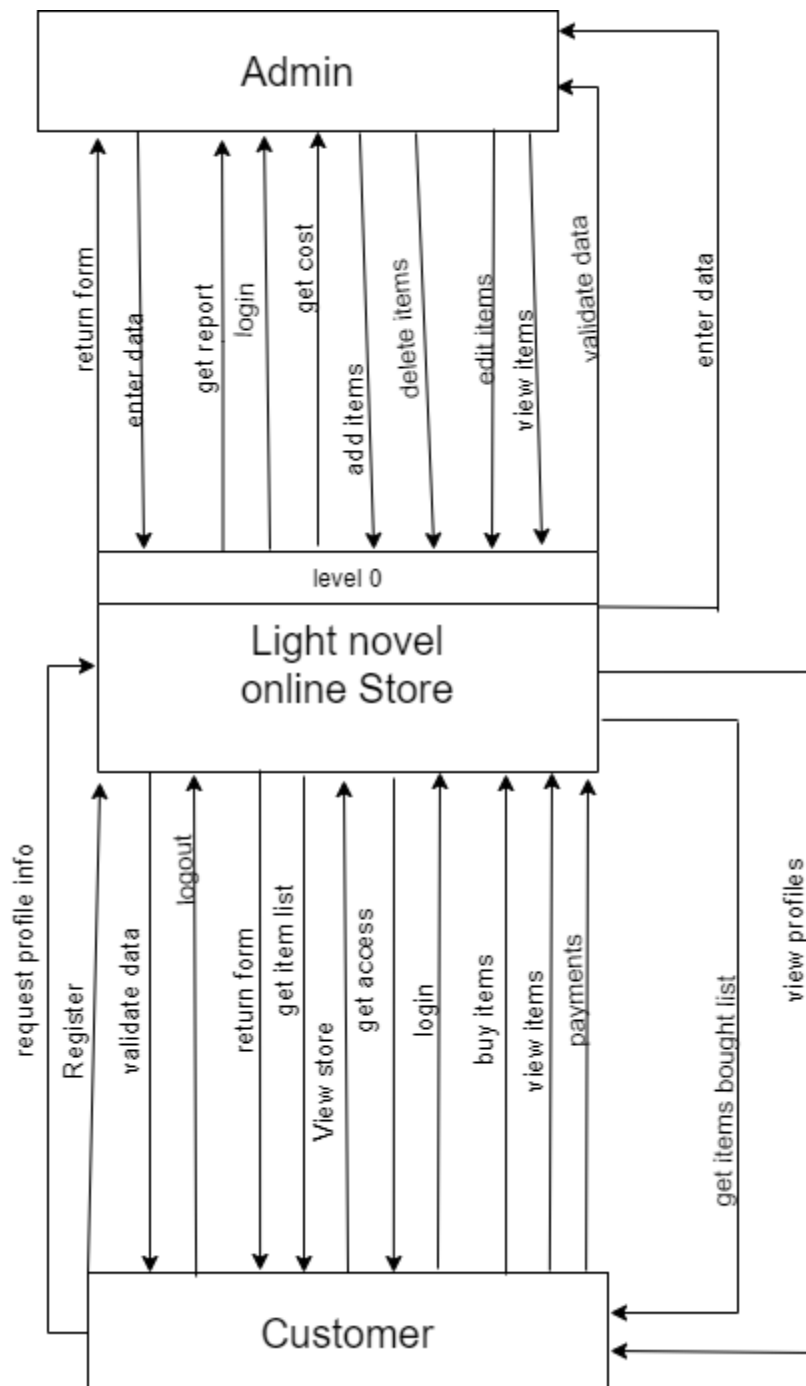 Admin
return form
enter data
get report
login
get cost
add items
delete items
edit items
view items
validate data
enter data
level 0
Light novel
online Store
request profile info
Register
validate data
logout
return form
get item list
View store
get access
login
buy items
view items
payments
get items bought list
view profiles
Customer